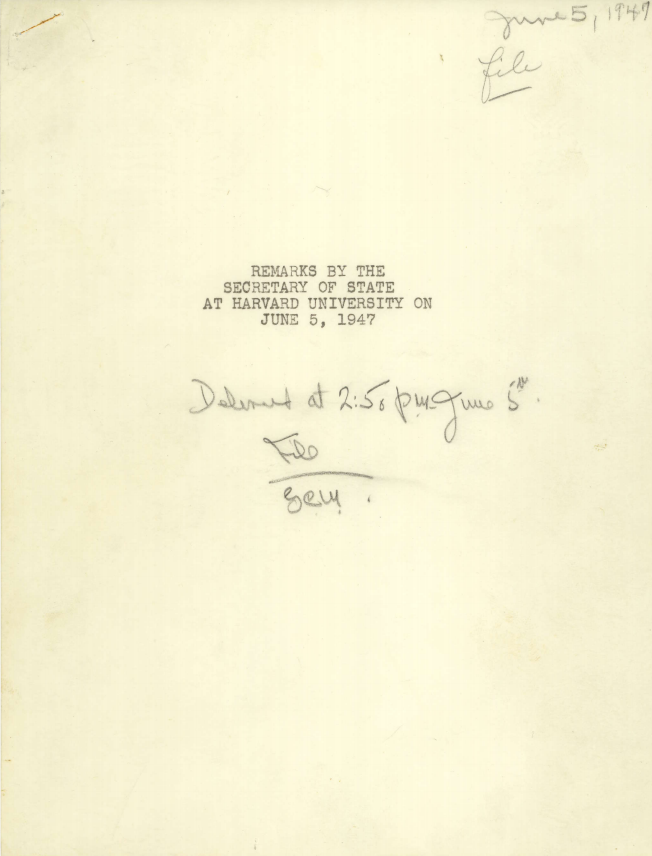 June 5, 1947
File
REMARKS BY THE
SECRETARY OF STATE
AT HARVARD UNIVERSITY ON
JUNE 5, 1947
Delivered at 2:50 p.m. June 5th.
File
GCM.